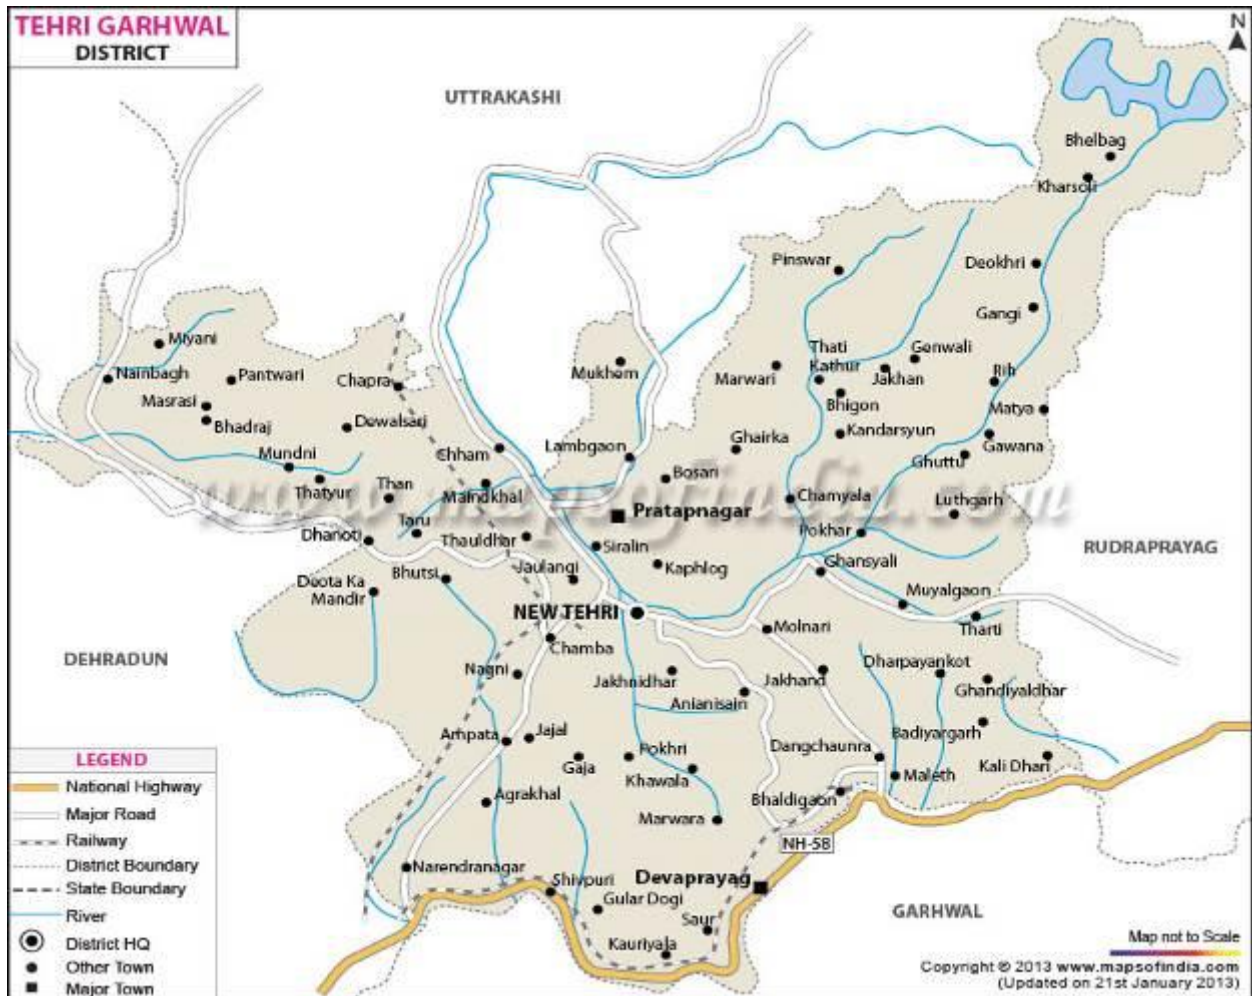 TEHRI GARHWAL
DISTRICT
N
UTTRAKASHI
Bhelbag
Kharsoli
Pinswar
Deokhri
Gangi
Miyani
Nainbagh
Pantwari
Chapra
Mukhem
Marwari
Thati
Kathur
Genwali
Jakhan
Rih
Masrasi
Bhadraj
Dewalsari
Bhigon
Matya
Kandarsyun
Gawana
Mundni
Chham
Lambgaon
Ghairka
Ghuttu
Thatyur
Than
Maindkhal
Bosari
Chamyala
Luthgarh
www.mapsofindia.com
Pratapnagar
Dhanoti
Taru
Thauldhar
Siralin
Pokhar
RUDRAPRAYAG
Deota Ka
Mandir
Bhutsi
Jaulangi
Kaphlog
Ghansyali
Muyalgaon
NEW TEHRI
Molnari
Tharti
DEHRADUN
Chamba
Nagni
Jakhnidhar
Jakhand
Dharpayankot
Ghandiyaldhar
Anianisain
Badiyargarh
Ampata
Jajal
Pokhri
Dangchaunra
Kali Dhari
Gaja
Khawala
Maleth
Agrakhal
Bhaldigaon
Marwara
NH-58
Narendranagar
Shivpuri
Devaprayag
Gular Dogi
Saur
Kauriyala
GARHWAL
LEGEND
National Highway
Major Road
Railway
District Boundary
State Boundary
River
District HQ
Other Town
Major Town
Map not to Scale
Copyright © 2013 www.mapsofindia.com
(Updated on 21st January 2013)